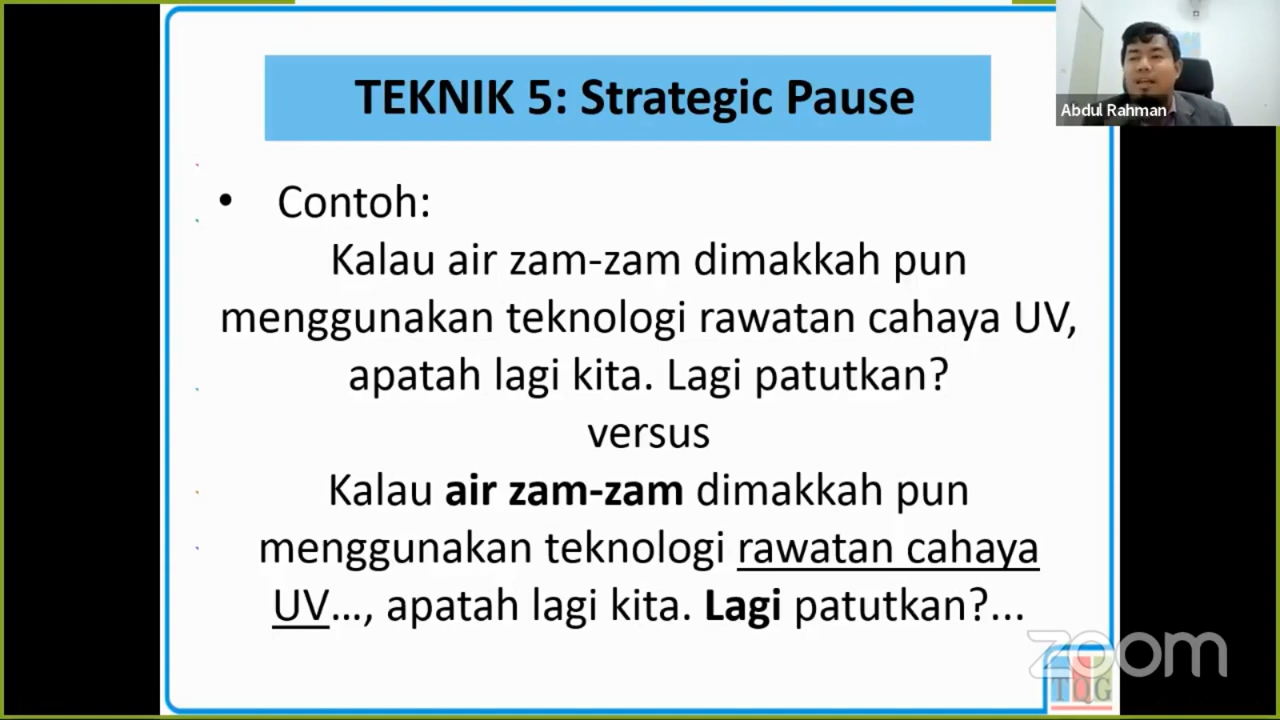 TEKNIK 5: Strategic Pause
Abdul Rahman
• Contoh:
Kalau air zam-zam dimakkah pun
menggunakan teknologi rawatan cahaya UV,
apatah lagi kita. Lagi patutkan?
versus
Kalau air zam-zam dimakkah pun
menggunakan teknologi rawatan cahaya
UV…, apatah lagi kita. Lagi patutkan?...
zoom
TQG